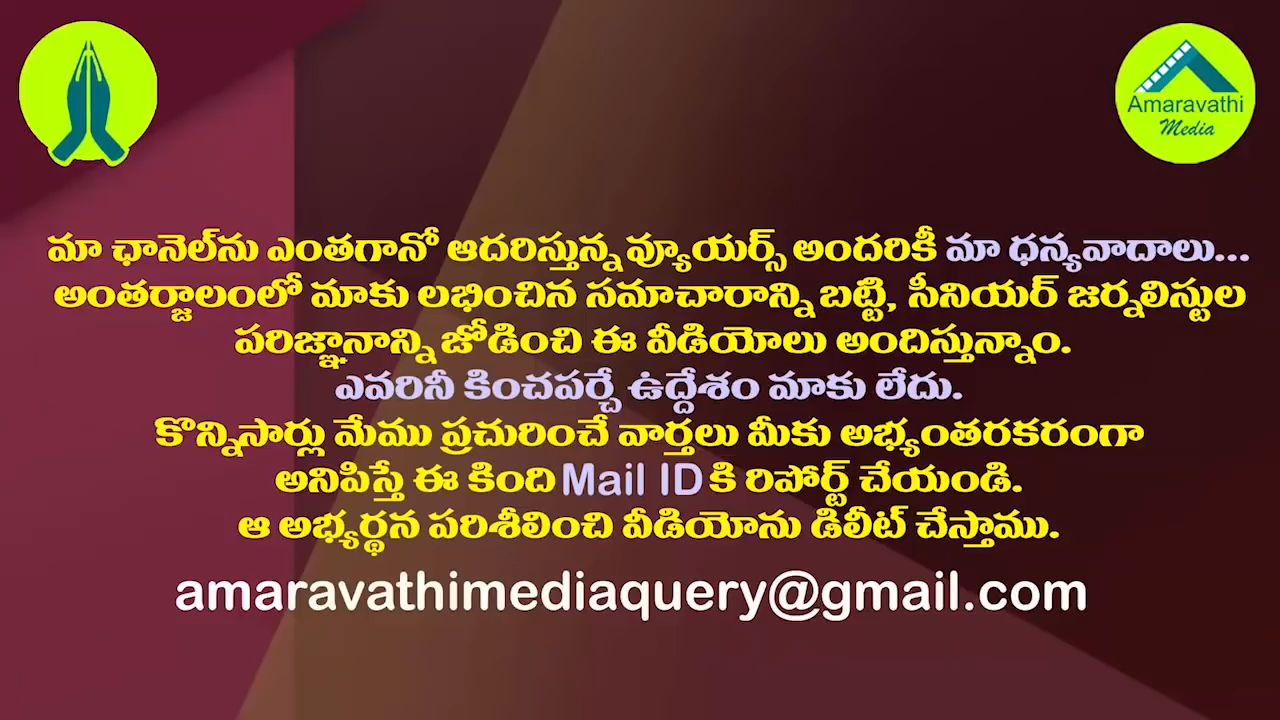 Amaravathi
Media
మా ఛానెల్‌ను ఎంతగానో ఆదరిస్తున్న వ్యూయర్స్ అందరికీ మా ధన్యవాదాలు...
అంతర్జాలంలో మాకు లభించిన సమాచారాన్ని బట్టి, సీనియర్ జర్నలిస్టుల
పరిజ్ఞానాన్ని జోడించి ఈ వీడియోలు అందిస్తున్నాం.
ఎవరినీ కించపర్చే ఉద్దేశం మాకు లేదు.
కొన్నిసార్లు మేము ప్రచురించే వార్తలు మీకు అభ్యంతరకరంగా
అనిపిస్తే ఈ కింది Mail ID కి రిపోర్ట్ చేయండి.
ఆ అభ్యర్థన పరిశీలించి వీడియోను డిలీట్ చేస్తాము.
amaravathimediaquery@gmail.com